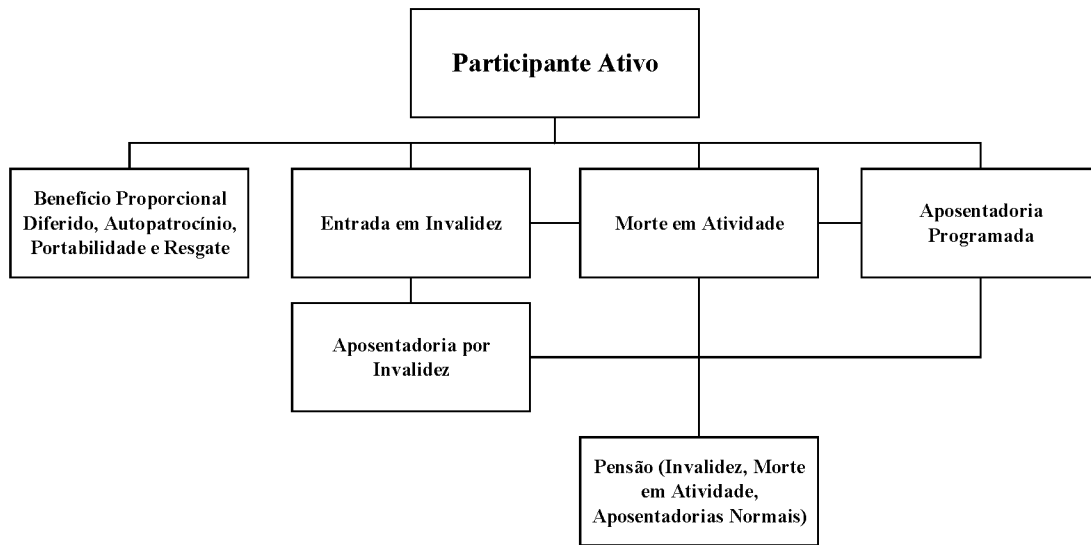 Participante Ativo
Benefício Proporcional
Diferido, Autopatrocínio,
Portabilidade e Resgate
Entrada em Invalidez
Morte em Atividade
Aposentadoria
Programada
Aposentadoria por
Invalidez
Pensão (Invalidez, Morte
em Atividade,
Aposentadorias Normais)